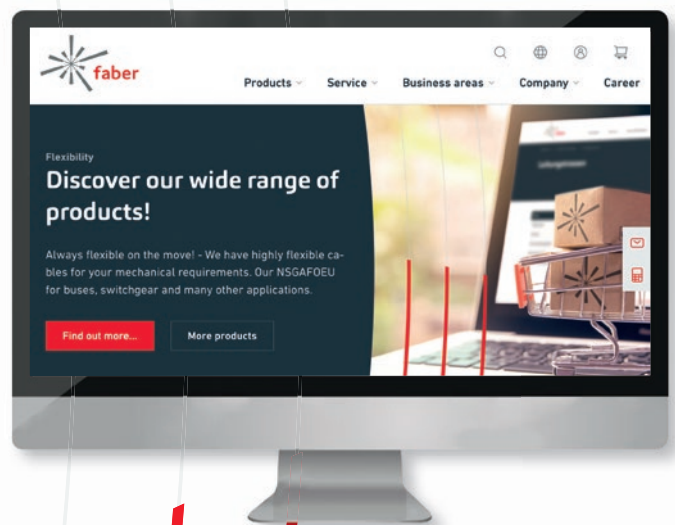 faber
Products
Service
Business areas
Company
Career
Flexibility
Discover our wide range of
products!
Always flexible on the move! - We have highly flexible ca-
bles for your mechanical requirements. Our NSGAFOEU
for buses, switchgear and many other applications.
Find out more...
More products